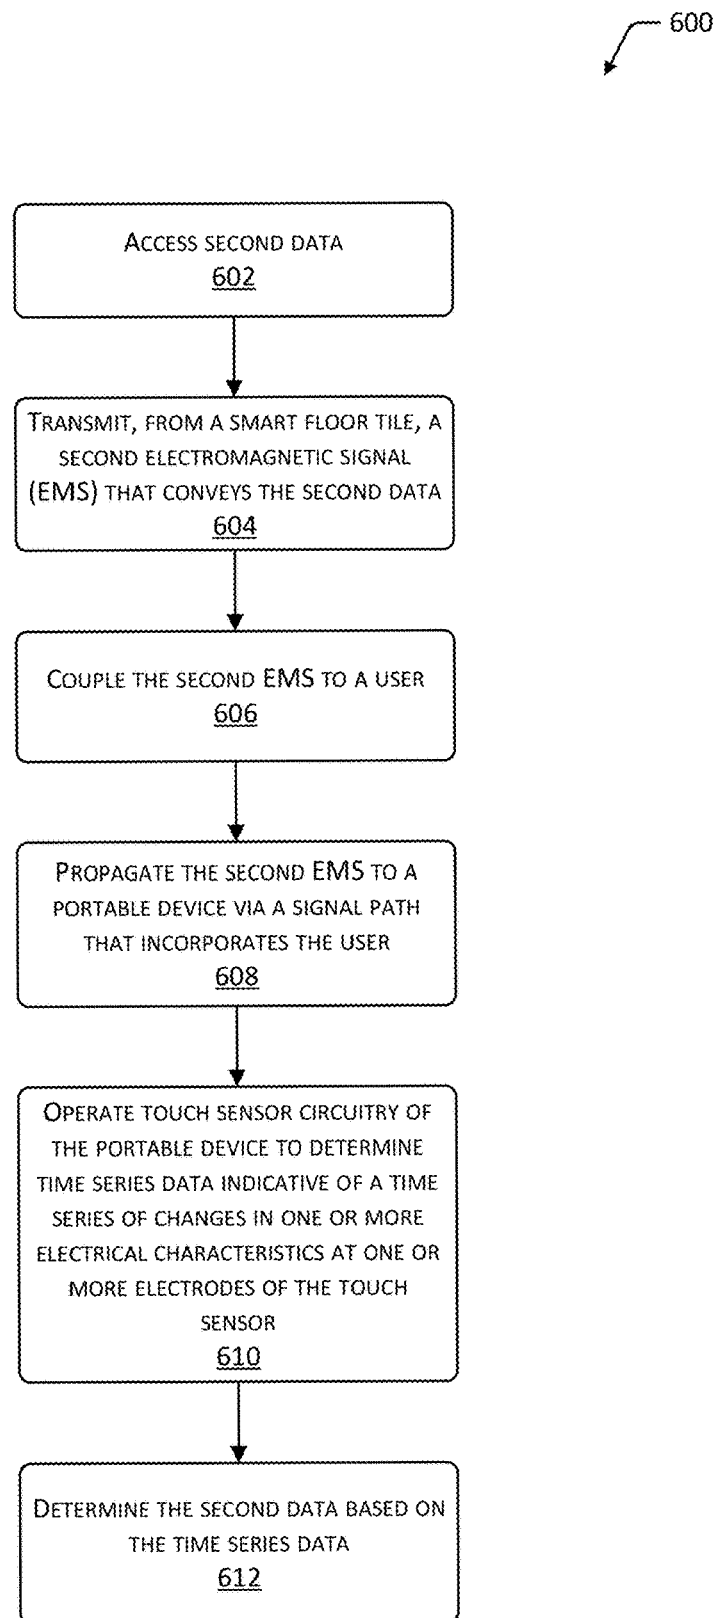 600
ACCESS SECOND DATA
602
TRANSMIT, FROM A SMART FLOOR TILE, A
SECOND ELECTROMAGNETIC SIGNAL
(EMS) THAT CONVEYS THE SECOND DATA
604
COUPLE THE SECOND EMS TO A USER
606
PROPAGATE THE SECOND EMS TO A
PORTABLE DEVICE VIA A SIGNAL PATH
THAT INCORPORATES THE USER
608
OPERATE TOUCH SENSOR CIRCUITRY OF
THE PORTABLE DEVICE TO DETERMINE
TIME SERIES DATA INDICATIVE OF A TIME
SERIES OF CHANGES IN ONE OR MORE
ELECTRICAL CHARACTERISTICS AT ONE OR
MORE ELECTRODES OF THE TOUCH
SENSOR
610
DETERMINE THE SECOND DATA BASED ON
THE TIME SERIES DATA
612